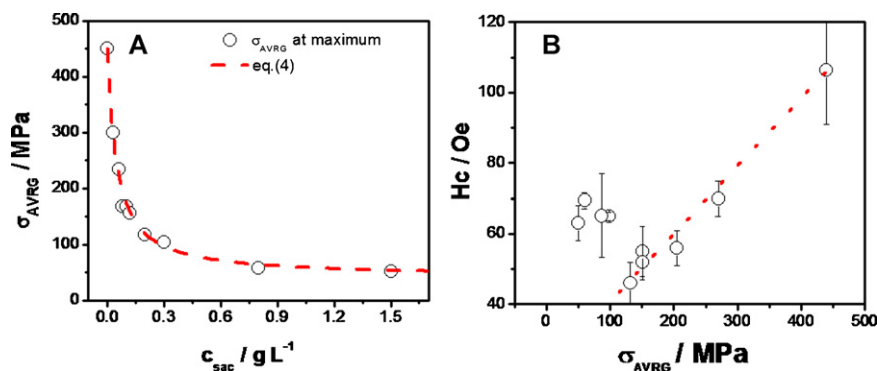 A
σAVRG at maximum
eq.(4)
σAVRG / MPa
500
400
300
200
100
0
0.0 0.3 0.6 0.9 1.2 1.5
csac / g L⁻¹
B
Hc / Oe
120
100
80
60
40
0 100 200 300 400 500
σAVRG / MPa